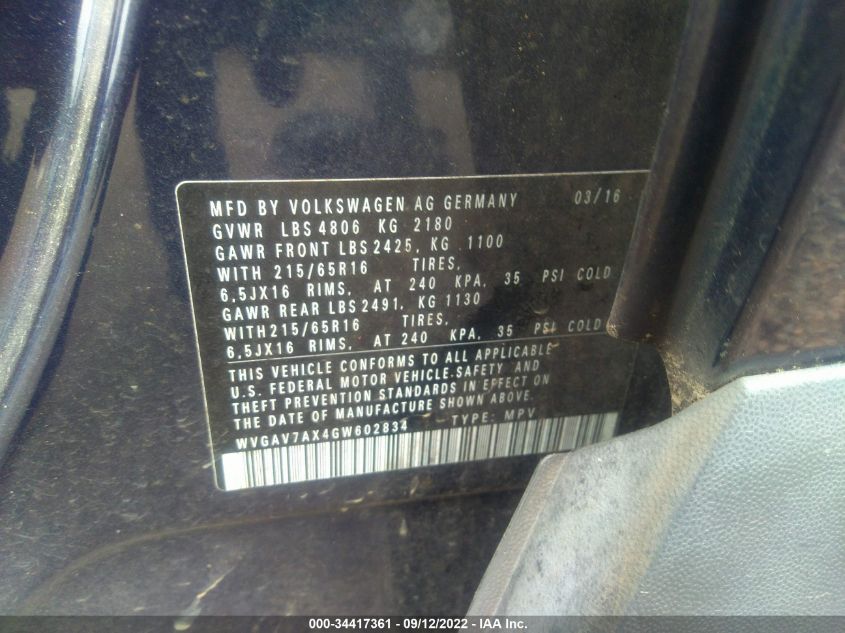 MFD BY VOLKSWAGEN AG GERMANY 03/16
GVWR LBS 4806 KG 2180
GAWR FRONT LBS 2425, KG 1100
WITH 215/65R16 TIRES,
6,5JX16 RIMS, AT 240 KPA, 35 PSI COLD
GAWR REAR LBS 2491, KG 1130
WITH 215/65R16 TIRES,
6,5JX16 RIMS, AT 240 KPA, 35 PSI COLD
THIS VEHICLE CONFORMS TO ALL APPLICABLE
U.S. FEDERAL MOTOR VEHICLE SAFETY AND
THEFT PREVENTION STANDARDS IN EFFECT ON
THE DATE OF MANUFACTURE SHOWN ABOVE.
WVGAV7AX4GW602834 TYPE: MPV
000-34417361 - 09/12/2022 - IAA Inc.